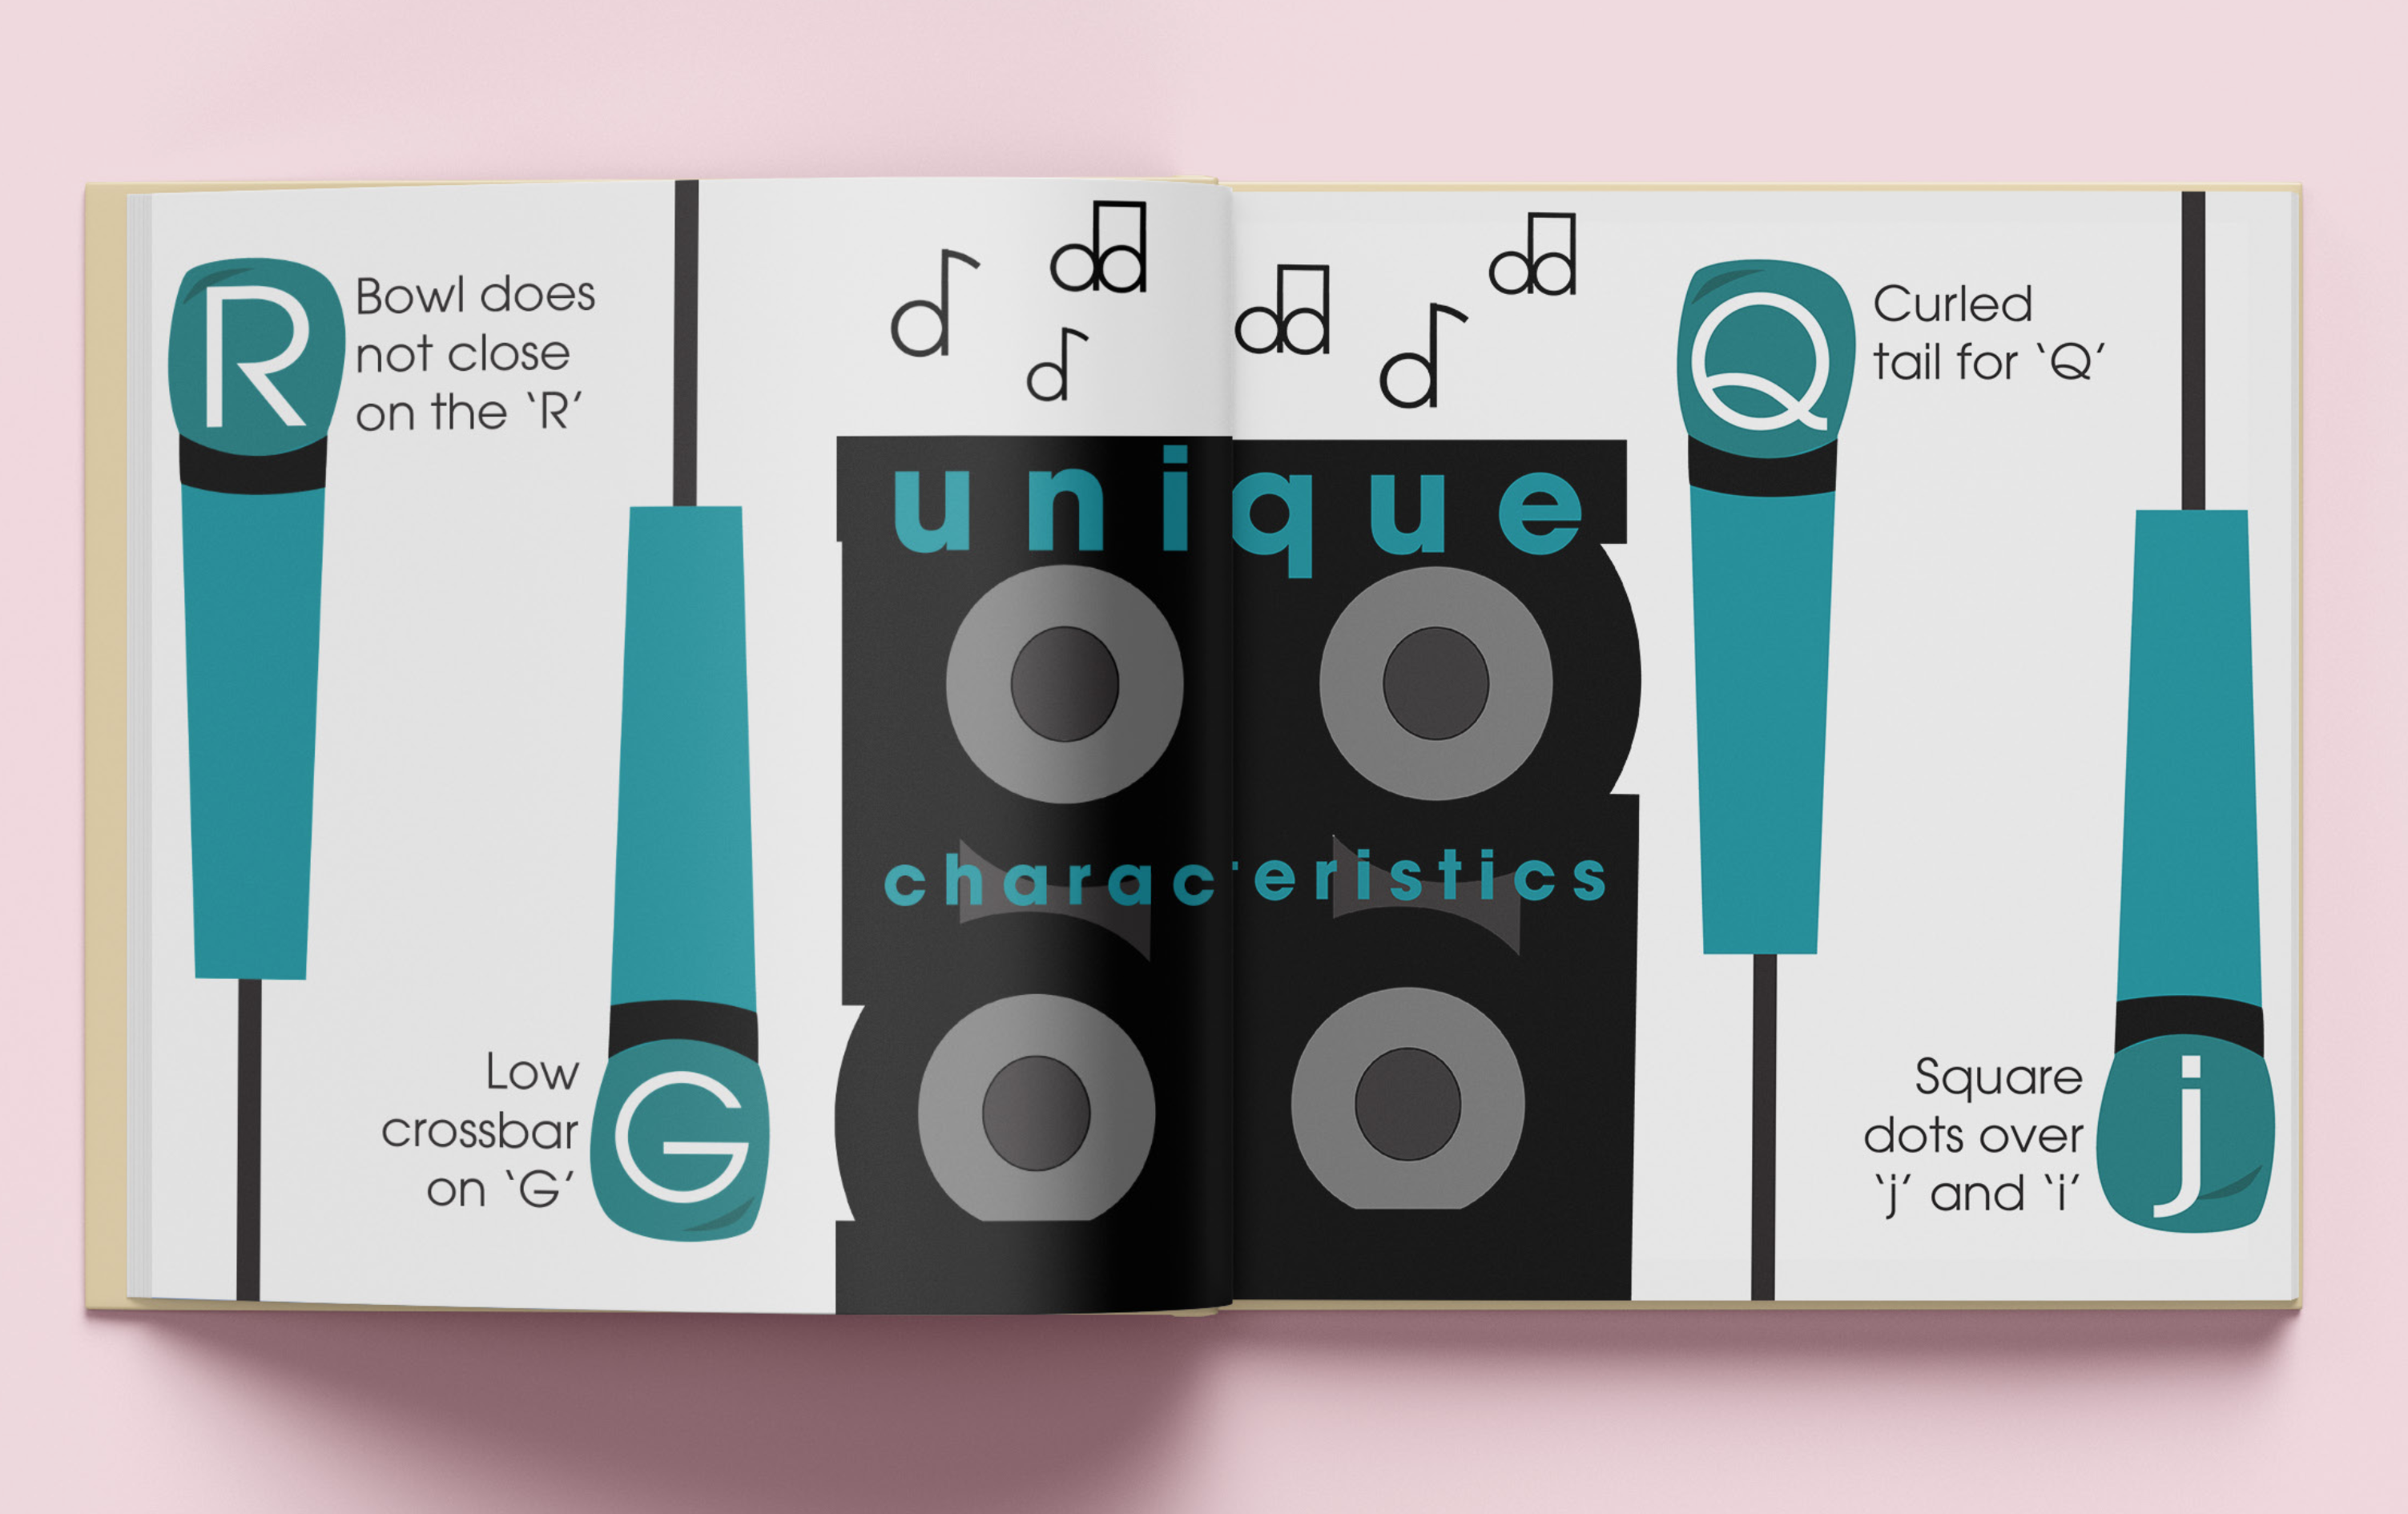 R
Bowl does
not close
on the ‘R’
Low
crossbar
on ‘G’
G
unique
characteristics
Q
Curled
tail for ‘Q’
Square
dots over
‘j’ and ‘i’
j